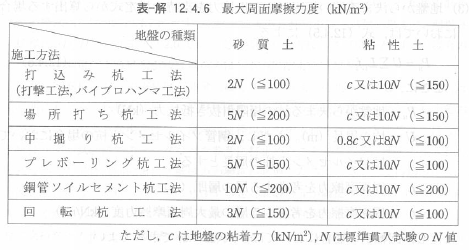 表-解 12.4.6 最大周面摩擦力度 (kN/m²)
地盤の種類
施工方法
砂質土
粘性土
打込み杭工法
(打撃工法,バイブロハンマ工法)
2N (≦100)
c又は10N (≦150)
場所打ち杭工法
5N (≦200)
c又は10N (≦150)
中掘り杭工法
2N (≦100)
0.8c又は8N (≦100)
プレボーリング杭工法
5N (≦150)
c又は10N (≦100)
鋼管ソイルセメント杭工法
10N (≦200)
c又は10N (≦200)
回転杭工法
3N (≦150)
c又は10N (≦100)
ただし, cは地盤の粘着力 (kN/m²), Nは標準貫入試験のN値